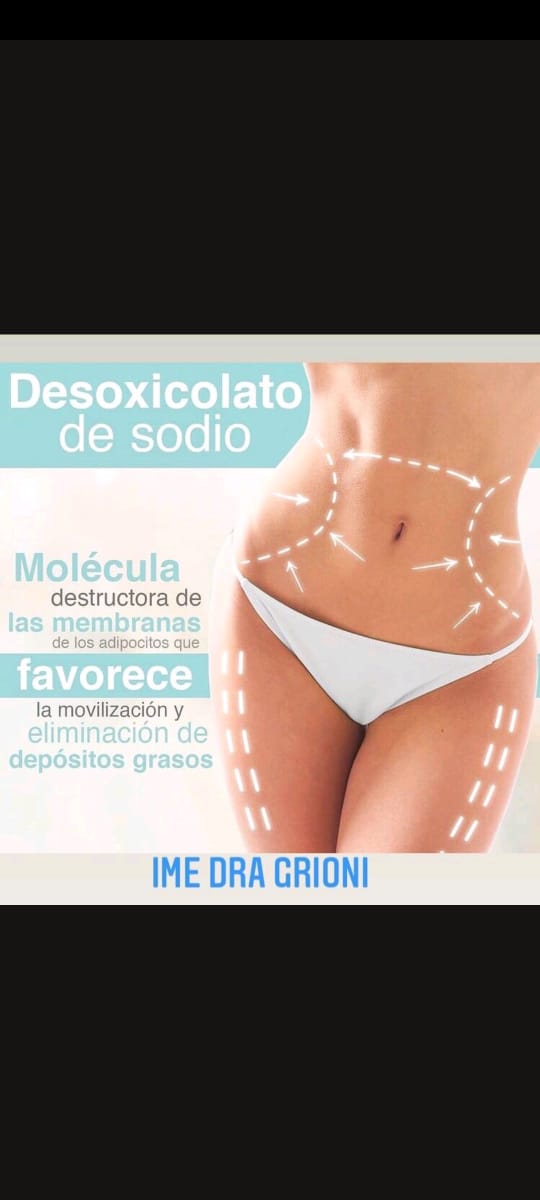 Desoxicolato
de sodio
Molécula
destructora de
las membranas
de los adipocitos que
favorece
la movilización y
eliminación de
depósitos grasos
IME DRA GRIONI